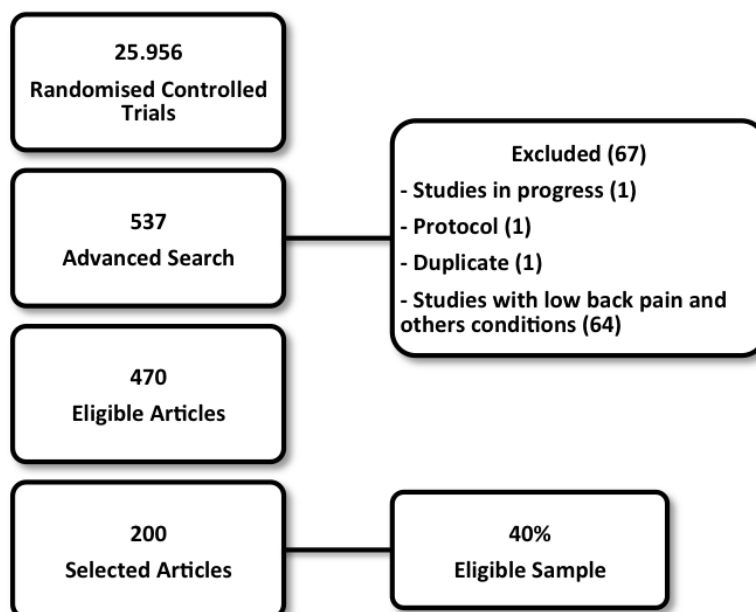 25.956
Randomised Controlled
Trials
537
Advanced Search
Excluded (67)
- Studies in progress (1)
- Protocol (1)
- Duplicate (1)
- Studies with low back pain and
others conditions (64)
470
Eligible Articles
200
Selected Articles
40%
Eligible Sample